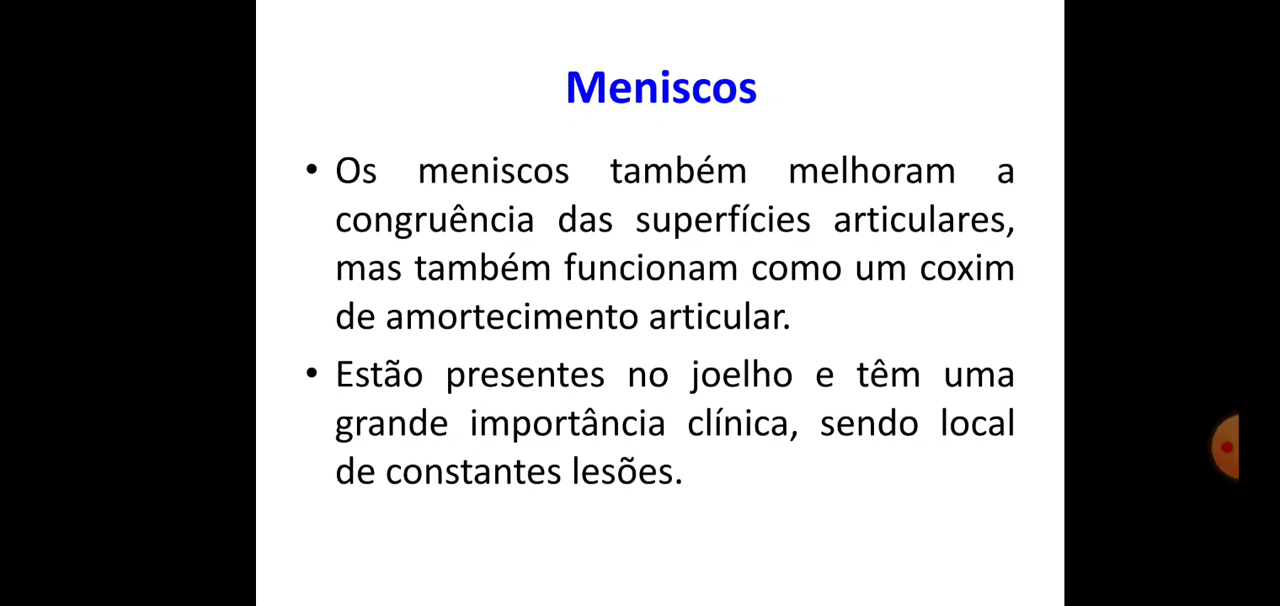 Meniscos
• Os meniscos também melhoram a
congruência das superfícies articulares,
mas também funcionam como um coxim
de amortecimento articular.
• Estão presentes no joelho e têm uma
grande importância clínica, sendo local
de constantes lesões.